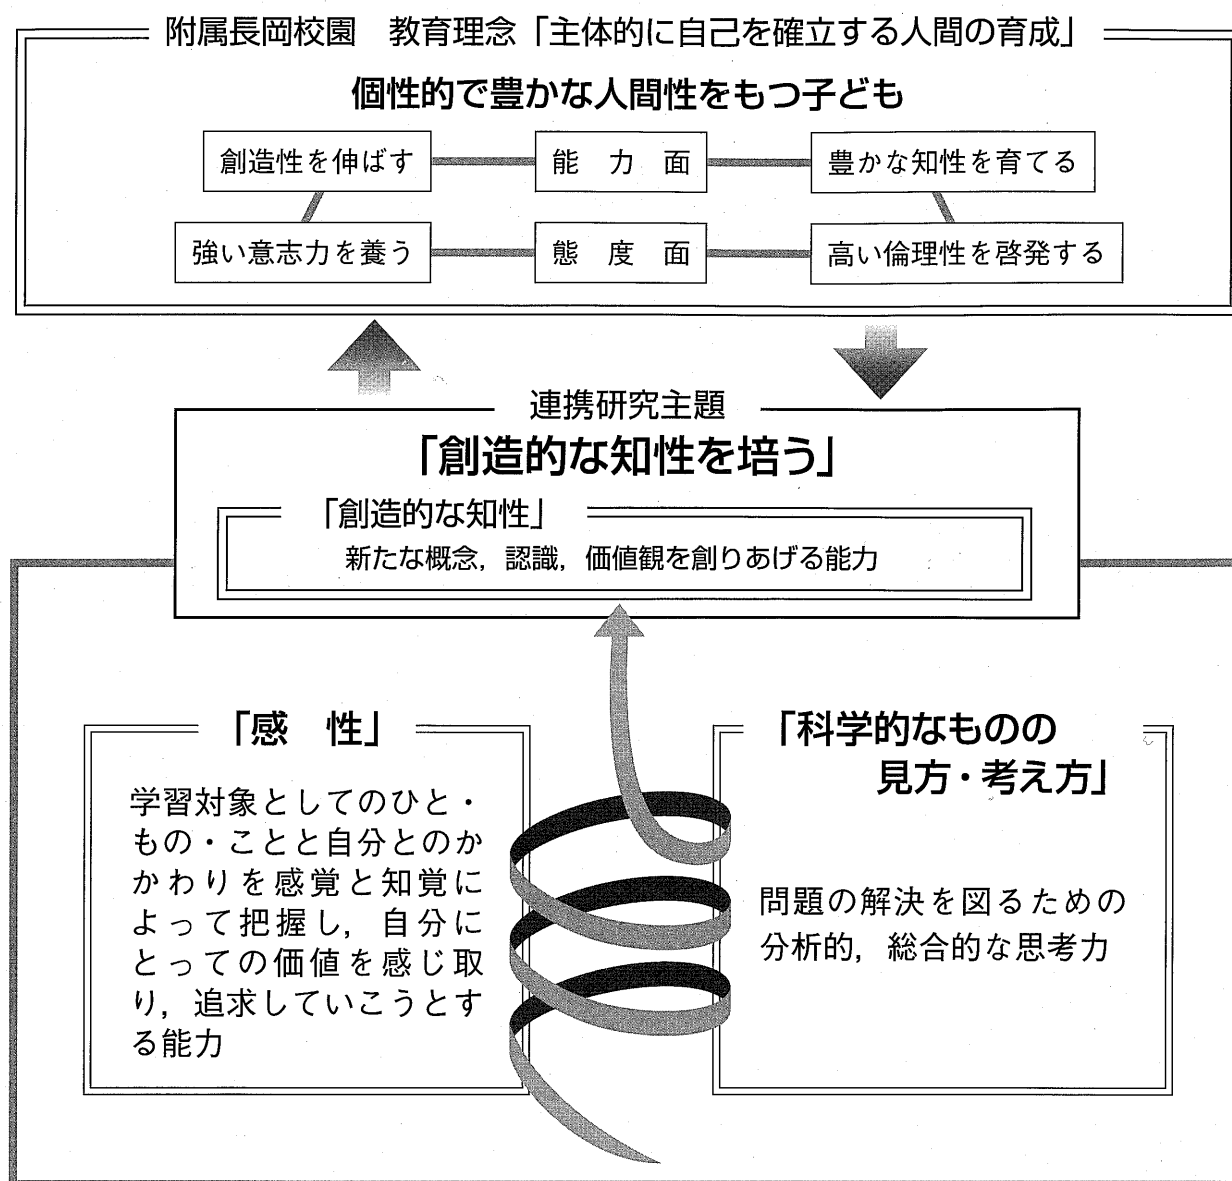 附属長岡校園　教育理念「主体的に自己を確立する人間の育成」
個性的で豊かな人間性をもつ子ども
創造性を伸ばす
能　力　面
豊かな知性を育てる
強い意志力を養う
態　度　面
高い倫理性を啓発する
連携研究主題
「創造的な知性を培う」
「創造的な知性」
新たな概念，認識，価値観を創りあげる能力
「感　性」
学習対象としてのひと・
もの・ことと自分とのか
かわりを感覚と知覚に
よって把握し，自分に
とっての価値を感じ取
り，追求していこうとす
る能力
「科学的なものの
見方・考え方」
問題の解決を図るための
分析的，総合的な思考力